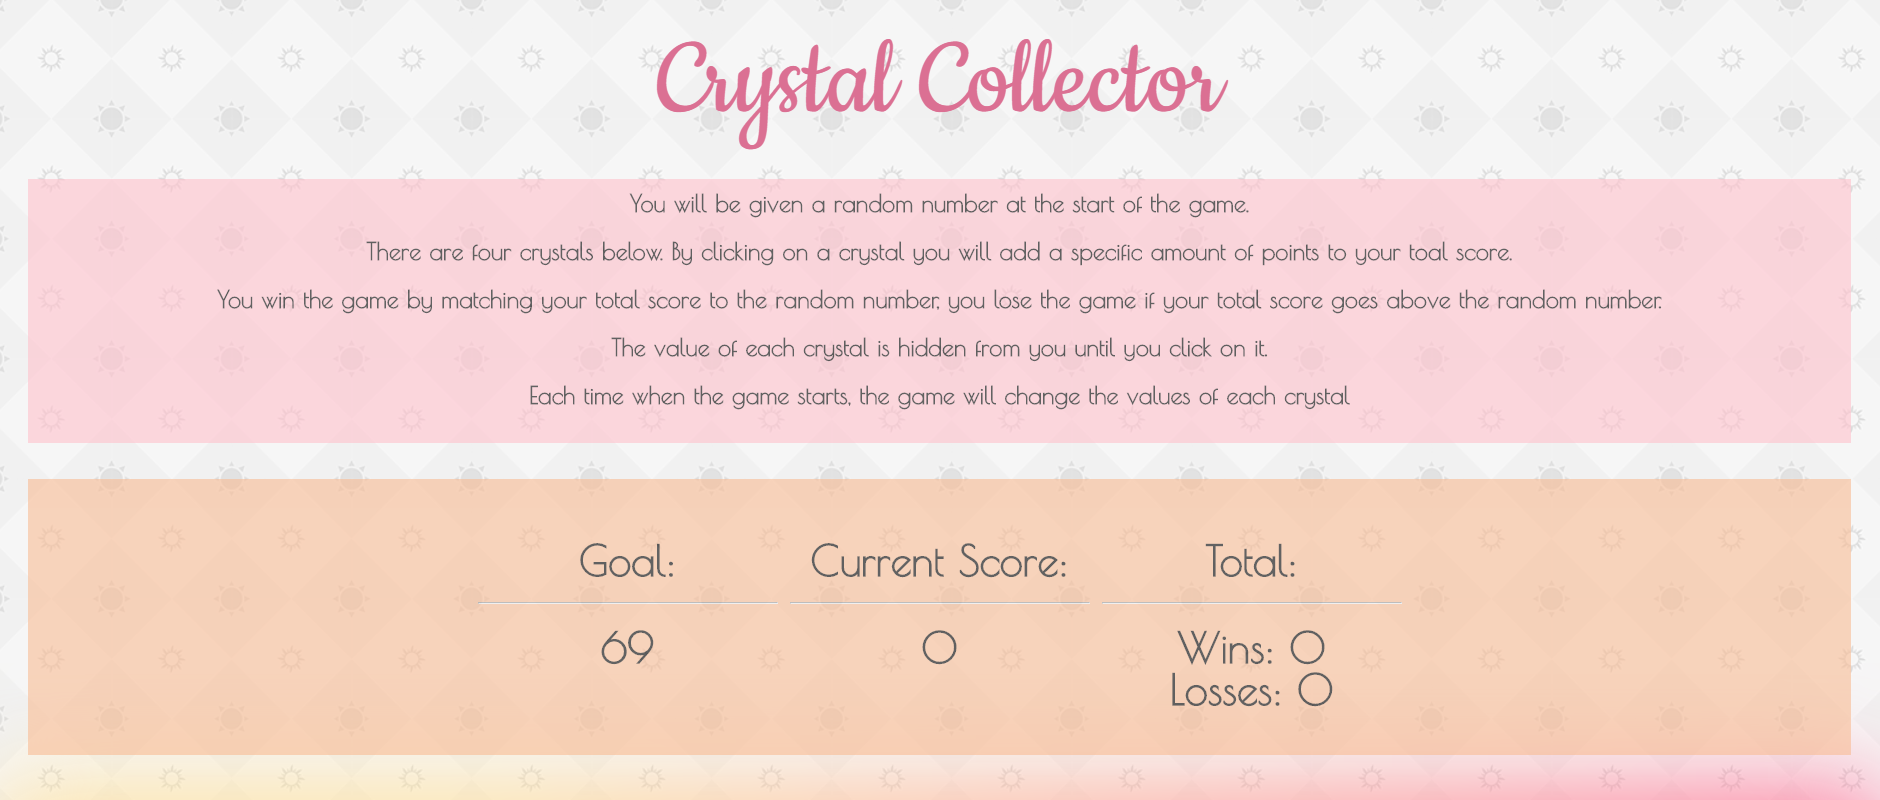 Crystal Collector
You will be given a random number at the start of the game.
There are four crystals below. By clicking on a crystal you will add a specific amount of points to your toal score.
You win the game by matching your total score to the random number, you lose the game if your total score goes above the random number.
The value of each crystal is hidden from you until you click on it.
Each time when the game starts, the game will change the values of each crystal
Goal:
69
Current Score:
0
Total:
Wins: 0
Losses: 0